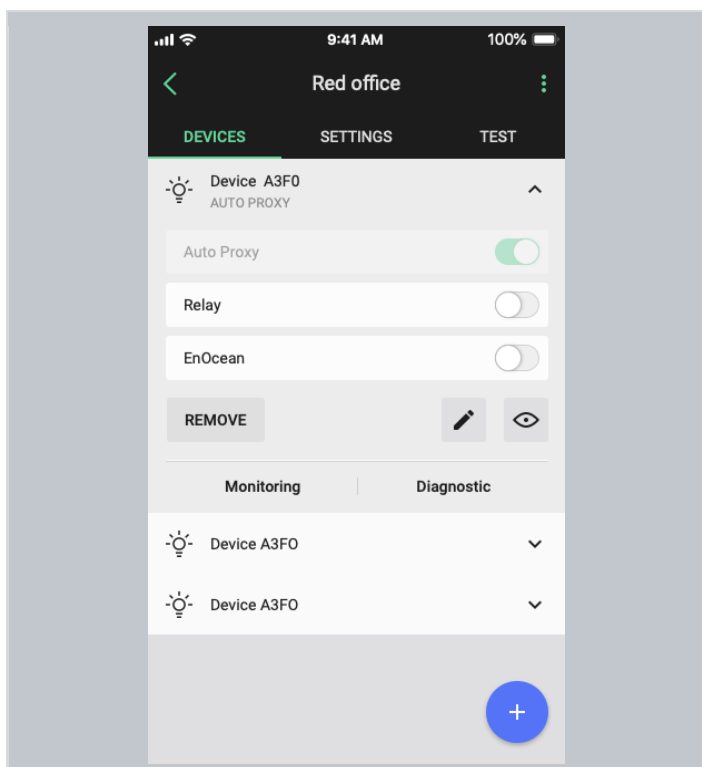 9:41 AM 100%
Red office
DEVICES SETTINGS TEST
Device A3F0
AUTO PROXY
Auto Proxy
Relay
EnOcean
REMOVE
Monitoring Diagnostic
Device A3FO
Device A3FO
+